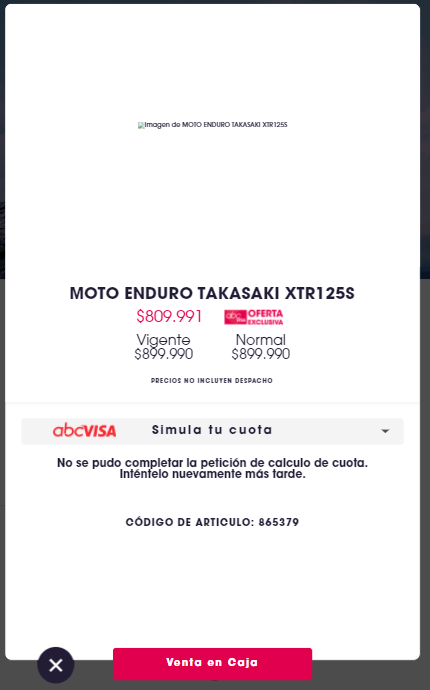 Imagen de MOTO ENDURO TAKASAKI XTR125S
MOTO ENDURO TAKASAKI XTR125S
$809.991 abc Visa OFERTA EXCLUSIVA
Vigente Normal
$899.990 $899.990
PRECIOS NO INCLUYEN DESPACHO
abcVISA Simula tu cuota
No se pudo completar la petición de calculo de cuota.
Inténtelo nuevamente más tarde.
CÓDIGO DE ARTICULO: 865379
Venta en Caja